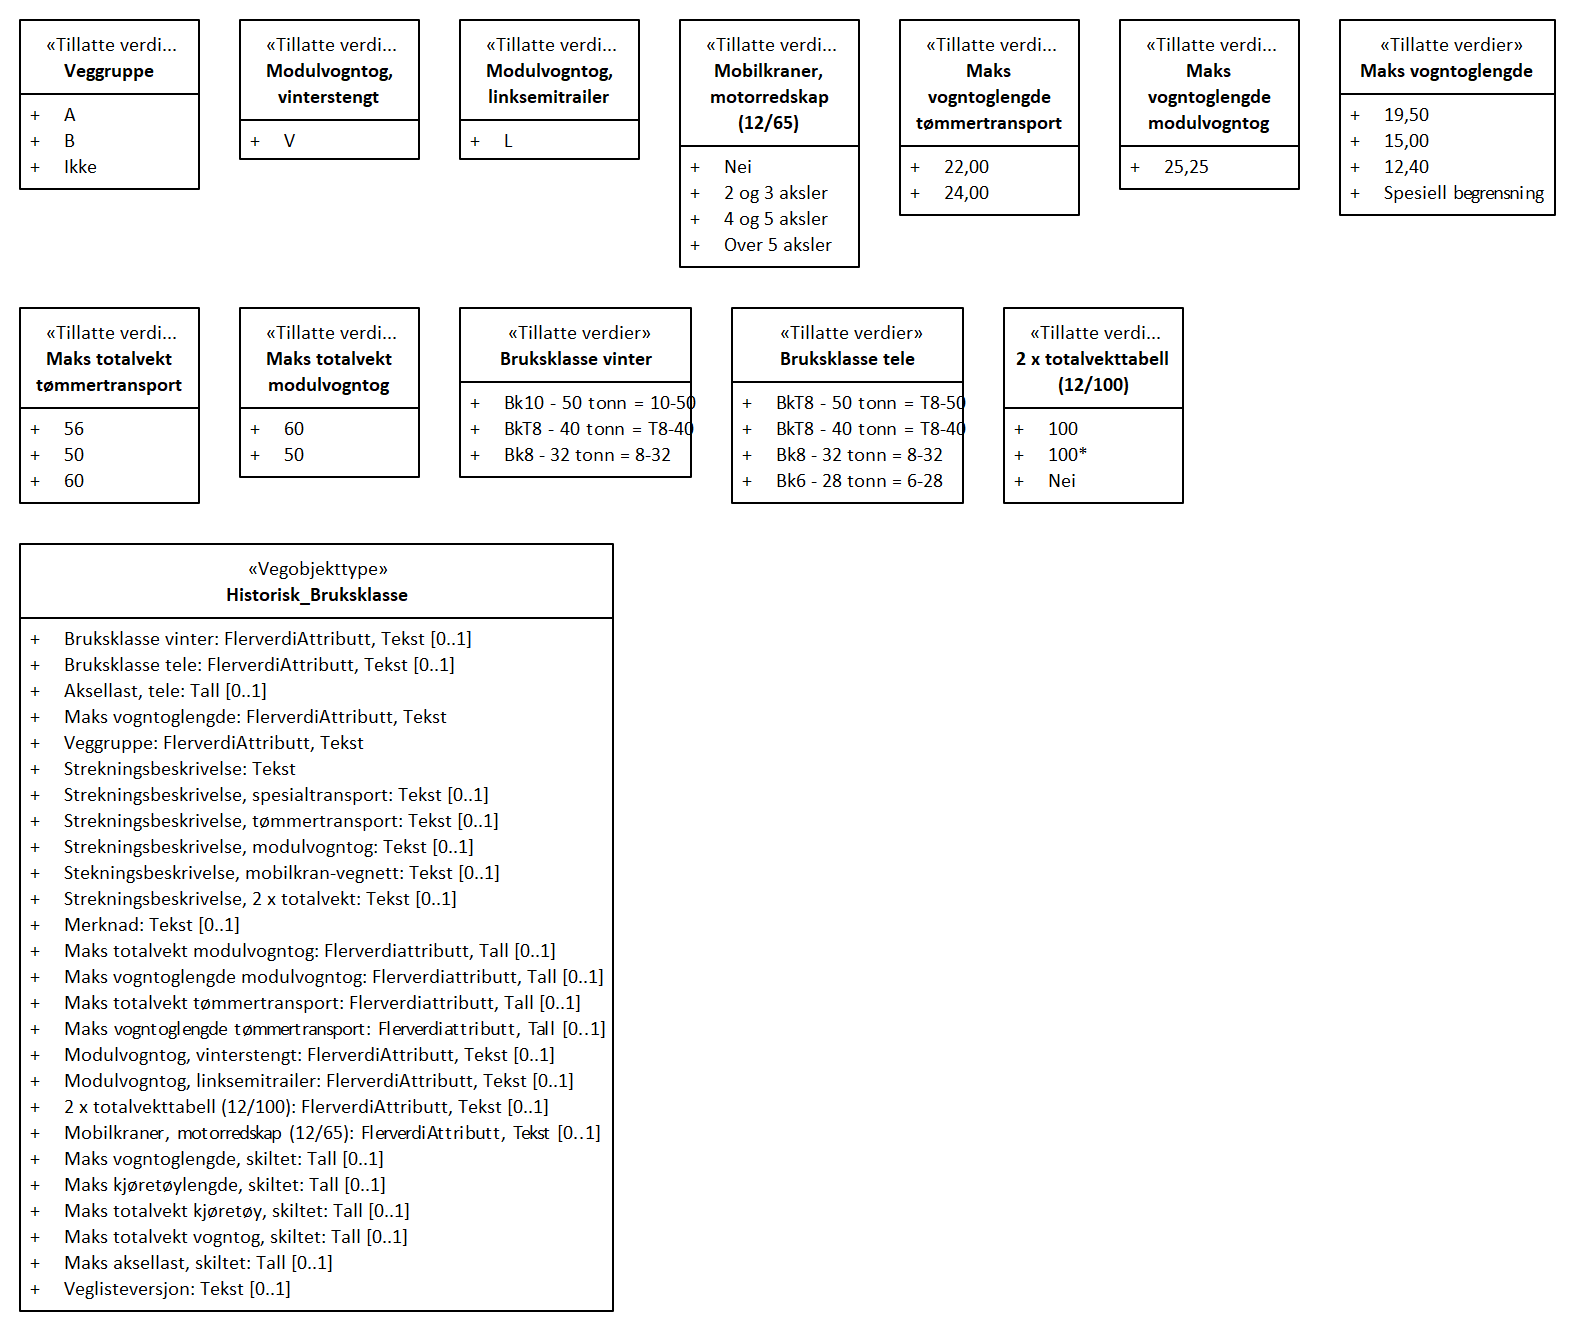 «Tillatte verdi...
Veggruppe
+ A
+ B
+ Ikke
«Tillatte verdi...
Modulvogntog,
vinterstengt
+ V
«Tillatte verdi...
Modulvogntog,
linksemitrailer
+ L
«Tillatte verdi...
Mobilkraner,
motorredskap
(12/65)
+ Nei
+ 2 og 3 aksler
+ 4 og 5 aksler
+ Over 5 aksler
«Tillatte verdi...
Maks
vogntoglengde
tømmertransport
+ 22,00
+ 24,00
«Tillatte verdi...
Maks
vogntoglengde
modulvogntog
+ 25,25
«Tillatte verdier»
Maks vogntoglengde
+ 19,50
+ 15,00
+ 12,40
+ Spesiell begrensning
«Tillatte verdi...
Maks totalvekt
tømmertransport
+ 56
+ 50
+ 60
«Tillatte verdi...
Maks totalvekt
modulvogntog
+ 60
+ 50
«Tillatte verdier»
Bruksklasse vinter
+ Bk10 - 50 tonn = 10-50
+ BkT8 - 40 tonn = T8-40
+ Bk8 - 32 tonn = 8-32
«Tillatte verdier»
Bruksklasse tele
+ BkT8 - 50 tonn = T8-50
+ BkT8 - 40 tonn = T8-40
+ Bk8 - 32 tonn = 8-32
+ Bk6 - 28 tonn = 6-28
«Tillatte verdi...
2 x totalvekttabell
(12/100)
+ 100
+ 100*
+ Nei
«Vegobjekttype»
Historisk_Bruksklasse
+ Bruksklasse vinter: FlerverdiAttributt, Tekst [0..1]
+ Bruksklasse tele: FlerverdiAttributt, Tekst [0..1]
+ Aksellast, tele: Tall [0..1]
+ Maks vogntoglengde: FlerverdiAttributt, Tekst
+ Veggruppe: FlerverdiAttributt, Tekst
+ Strekningsbeskrivelse: Tekst
+ Strekningsbeskrivelse, spesialtransport: Tekst [0..1]
+ Strekningsbeskrivelse, tømmertransport: Tekst [0..1]
+ Strekningsbeskrivelse, modulvogntog: Tekst [0..1]
+ Stekningsbeskrivelse, mobilkran-vegnett: Tekst [0..1]
+ Strekningsbeskrivelse, 2 x totalvekt: Tekst [0..1]
+ Merknad: Tekst [0..1]
+ Maks totalvekt modulvogntog: Flerverdiattributt, Tall [0..1]
+ Maks vogntoglengde modulvogntog: Flerverdiattributt, Tall [0..1]
+ Maks totalvekt tømmertransport: Flerverdiattributt, Tall [0..1]
+ Maks vogntoglengde tømmertransport: Flerverdiattributt, Tall [0..1]
+ Modulvogntog, vinterstengt: FlerverdiAttributt, Tekst [0..1]
+ Modulvogntog, linksemitrailer: FlerverdiAttributt, Tekst [0..1]
+ 2 x totalvekttabell (12/100): FlerverdiAttributt, Tekst [0..1]
+ Mobilkraner, motorredskap (12/65): FlerverdiAttributt, Tekst [0..1]
+ Maks vogntoglengde, skiltet: Tall [0..1]
+ Maks kjøretøylengde, skiltet: Tall [0..1]
+ Maks totalvekt kjøretøy, skiltet: Tall [0..1]
+ Maks totalvekt vogntog, skiltet: Tall [0..1]
+ Maks aksellast, skiltet: Tall [0..1]
+ Veglisteversjon: Tekst [0..1]